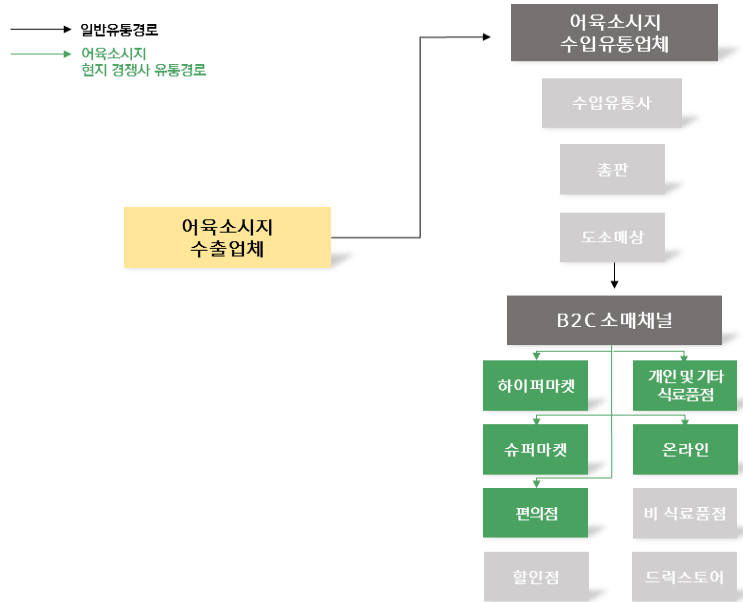 일반유통경로
어육소시지
현지 경쟁사 유통경로
어육소시지
수입유통업체
수입유통사
총판
어육소시지
수출업체
도소매상
B2C 소매채널
하이퍼마켓
개인 및 기타
식료품점
슈퍼마켓
온라인
편의점
비 식료품점
할인점
드럭스토어